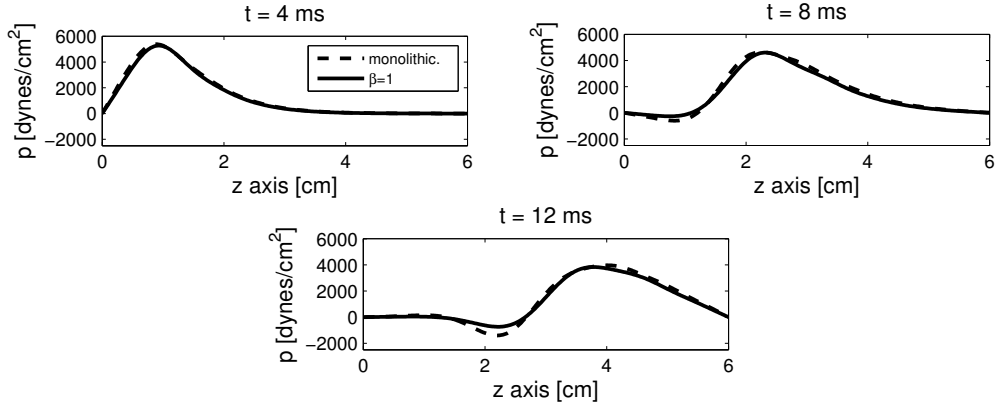 t = 4 ms
p [dynes/cm²]
6000
4000
2000
0
−2000
0
2
4
6
z axis [cm]
monolithic.
β=1
t = 8 ms
p [dynes/cm²]
6000
4000
2000
0
−2000
0
2
4
6
z axis [cm]
t = 12 ms
p [dynes/cm²]
6000
4000
2000
0
−2000
0
2
4
6
z axis [cm]